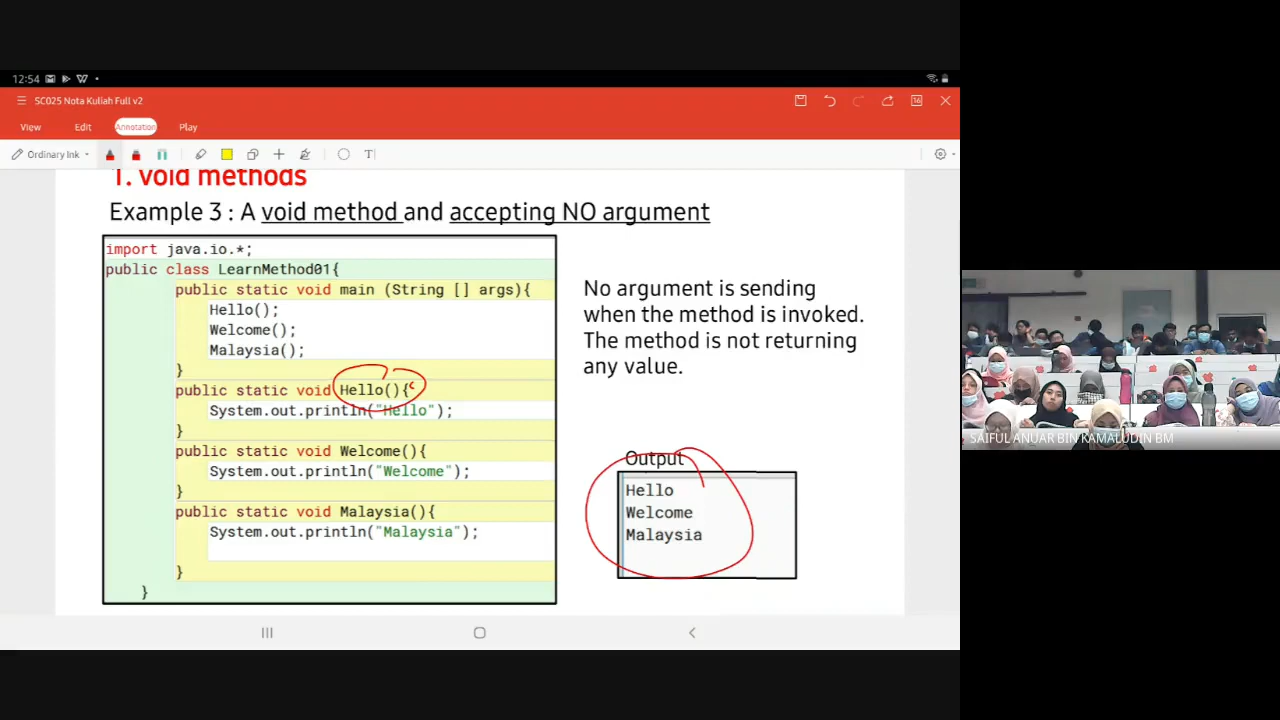 12:54
SC025 Nota Kuliah Full v2
16
View
Edit
Annotation
Play
Ordinary Ink
T
1. void methods
Example 3 : A void method and accepting NO argument
import java.io.*;
public class LearnMethod01{
public static void main (String [] args){
Hello();
Welcome();
Malaysia();
}
public static void Hello(){
System.out.println("Hello");
}
public static void Welcome(){
System.out.println("Welcome");
}
public static void Malaysia(){
System.out.println("Malaysia");
}
}
No argument is sending
when the method is invoked.
The method is not returning
any value.
Output
Hello
Welcome
Malaysia
SAIFUL ANUAR BIN KAMALUDIN BM